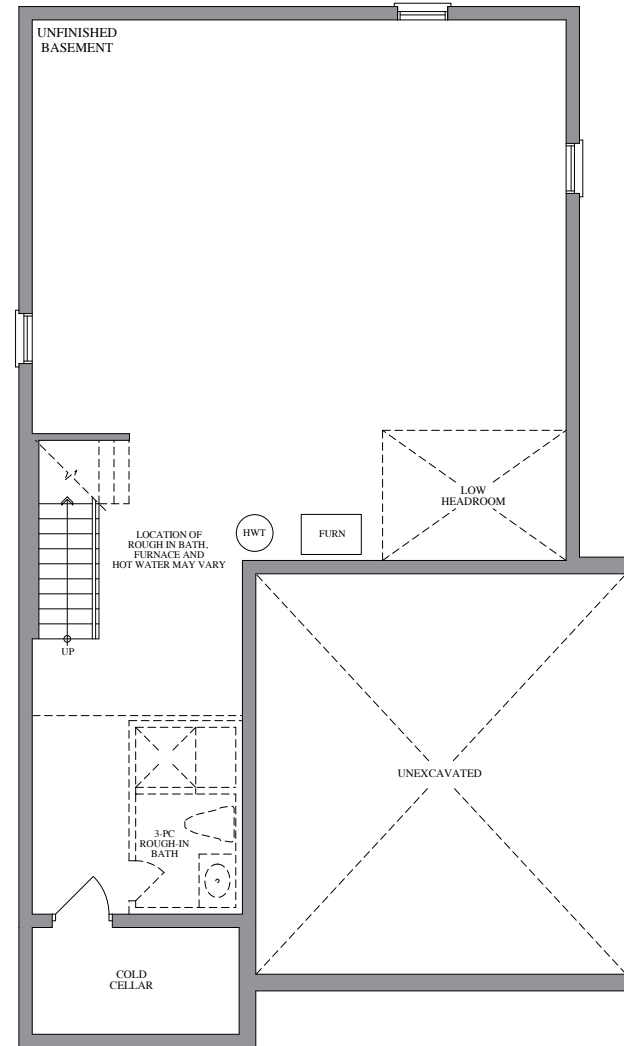 UNFINISHED
BASEMENT
LOW
HEADROOM
HWT
FURN
LOCATION OF
ROUGH IN BATH,
FURNACE AND
HOT WATER MAY VARY
UP
UNEXCAVATED
3-PC
ROUGH-IN
BATH
COLD
CELLAR